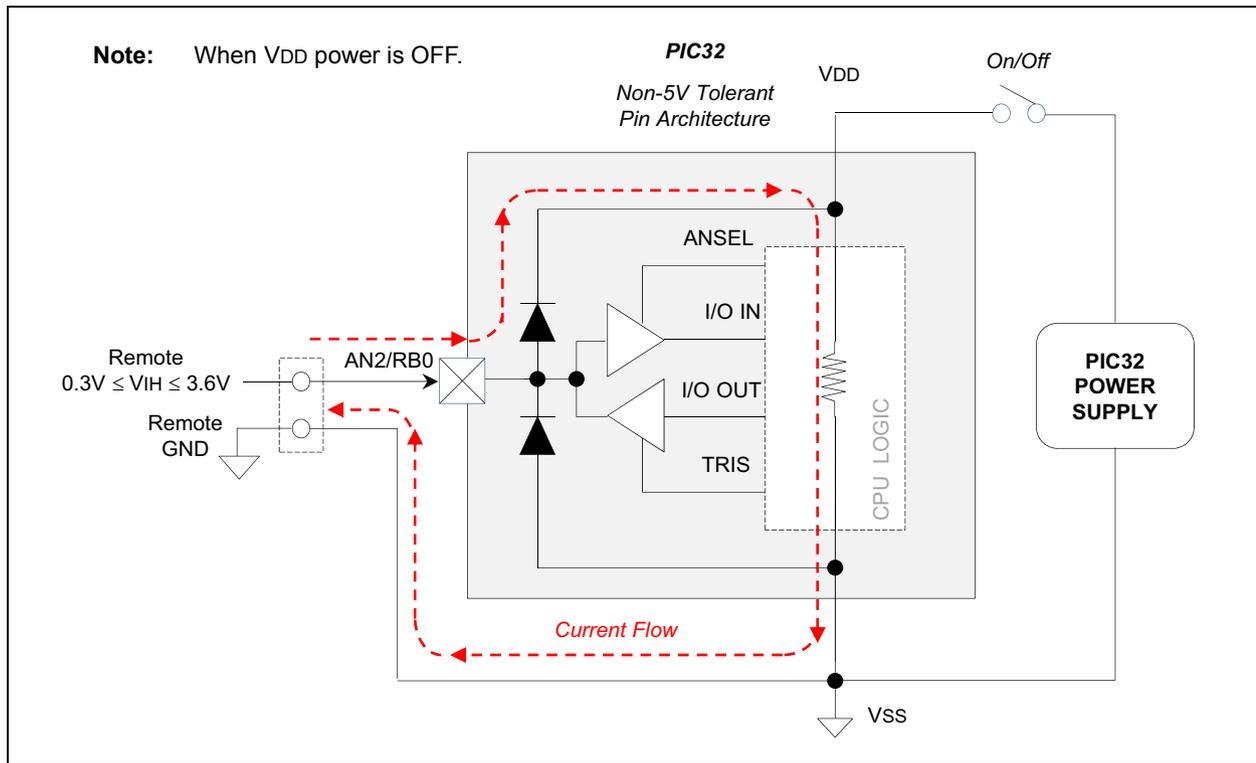 Note: When VDD power is OFF.
PIC32
Non-5V Tolerant
Pin Architecture
VDD
On/Off
ANSEL
I/O IN
Remote
0.3V ≤ VIH ≤ 3.6V
AN2/RB0
I/O OUT
Remote
GND
TRIS
CPU LOGIC
PIC32
POWER
SUPPLY
Current Flow
VSS